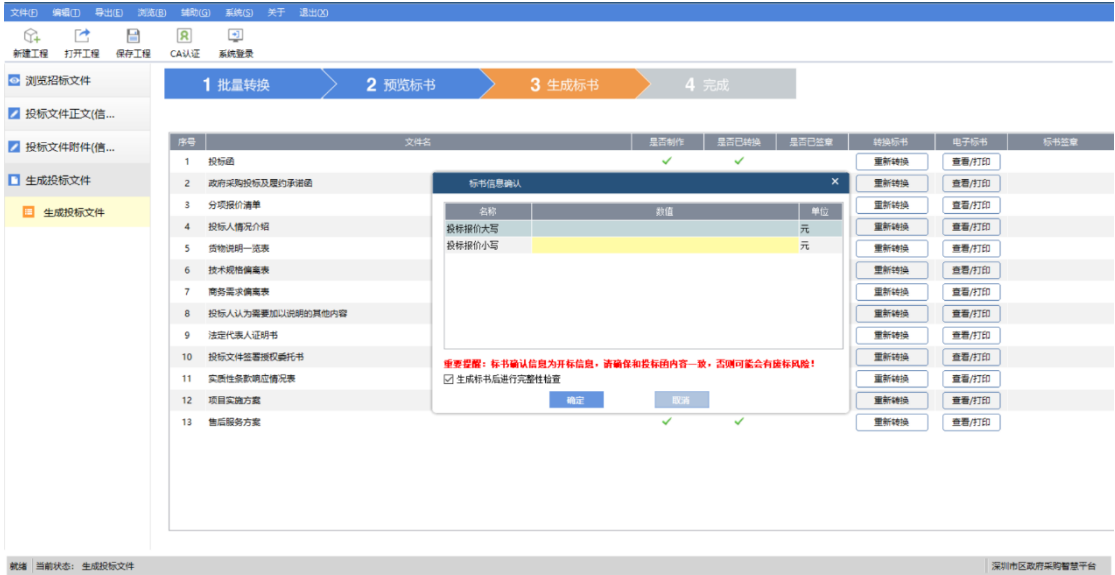 文件(F) 编辑(T) 导出(E) 浏览(B) 辅助(G) 系统(S) 关于 退出(X)
新建工程 打开工程 保存工程 CA认证 系统登录
浏览招标文件
投标文件正文(信...
投标文件附件(信...
生成投标文件
生成投标文件
1 批量转换 2 预览标书 3 生成标书 4 完成
序号 文件名 是否制作 是否已转换 是否已签章 转换标书 电子标书 标书签章
1 投标函 重新转换 查看/打印
2 政府采购投标及履约承诺函 重新转换 查看/打印
3 分项报价清单 重新转换 查看/打印
4 投标人情况介绍 重新转换 查看/打印
5 货物说明一览表 重新转换 查看/打印
6 技术规格偏离表 重新转换 查看/打印
7 商务需求偏离表 重新转换 查看/打印
8 投标人认为需要加以说明的其他内容 重新转换 查看/打印
9 法定代表人证明书 重新转换 查看/打印
10 投标文件签署授权委托书 重新转换 查看/打印
11 实质性条款响应情况表 重新转换 查看/打印
12 项目实施方案 重新转换 查看/打印
13 售后服务方案 重新转换 查看/打印
标书信息确认
名称 数值 单位
投标报价大写 元
投标报价小写 元
重要提醒：标书确认信息为开标信息，请确保和投标函内容一致，否则可能会有废标风险！
生成标书后进行完整性检查
确定 取消
就绪 当前状态： 生成投标文件 深圳市区政府采购智慧平台